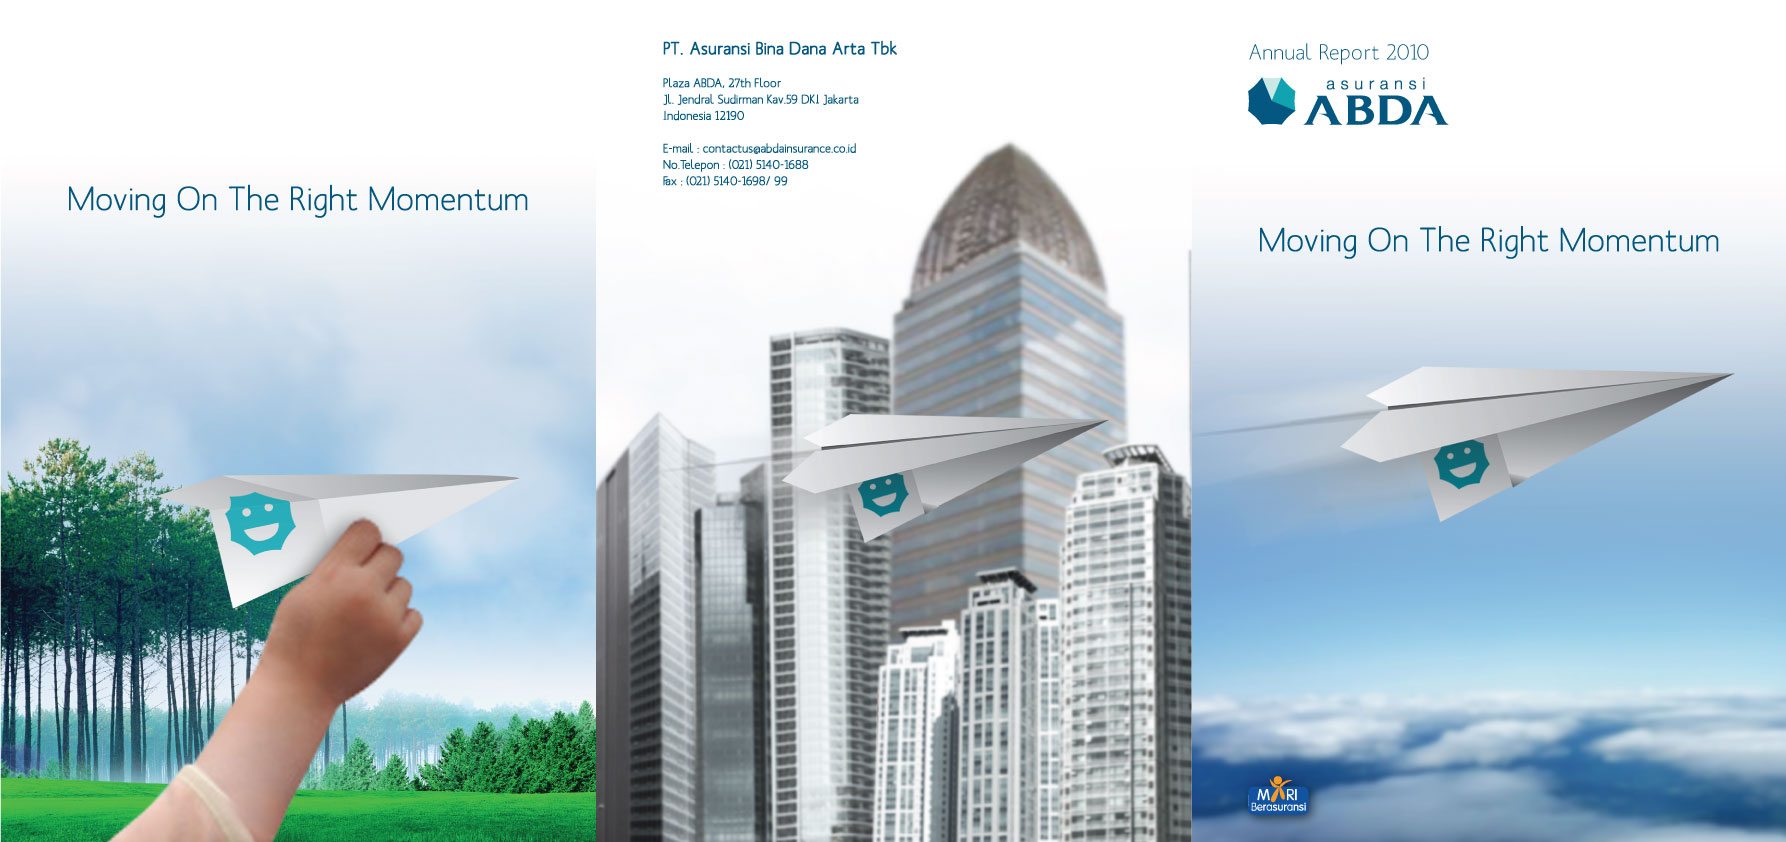 Moving On The Right Momentum
PT. Asuransi Bina Dana Arta Tbk
Plaza ABDA, 27th Floor
Jl. Jendral Sudirman Kav.59 DKI Jakarta
Indonesia 12190
E-mail : contactus@abdainsurance.co.id
No.Telepon : (021) 5140-1688
Fax : (021) 5140-1698/ 99
Annual Report 2010
asuransi
ABDA
Moving On The Right Momentum
MARI
Berasuransi